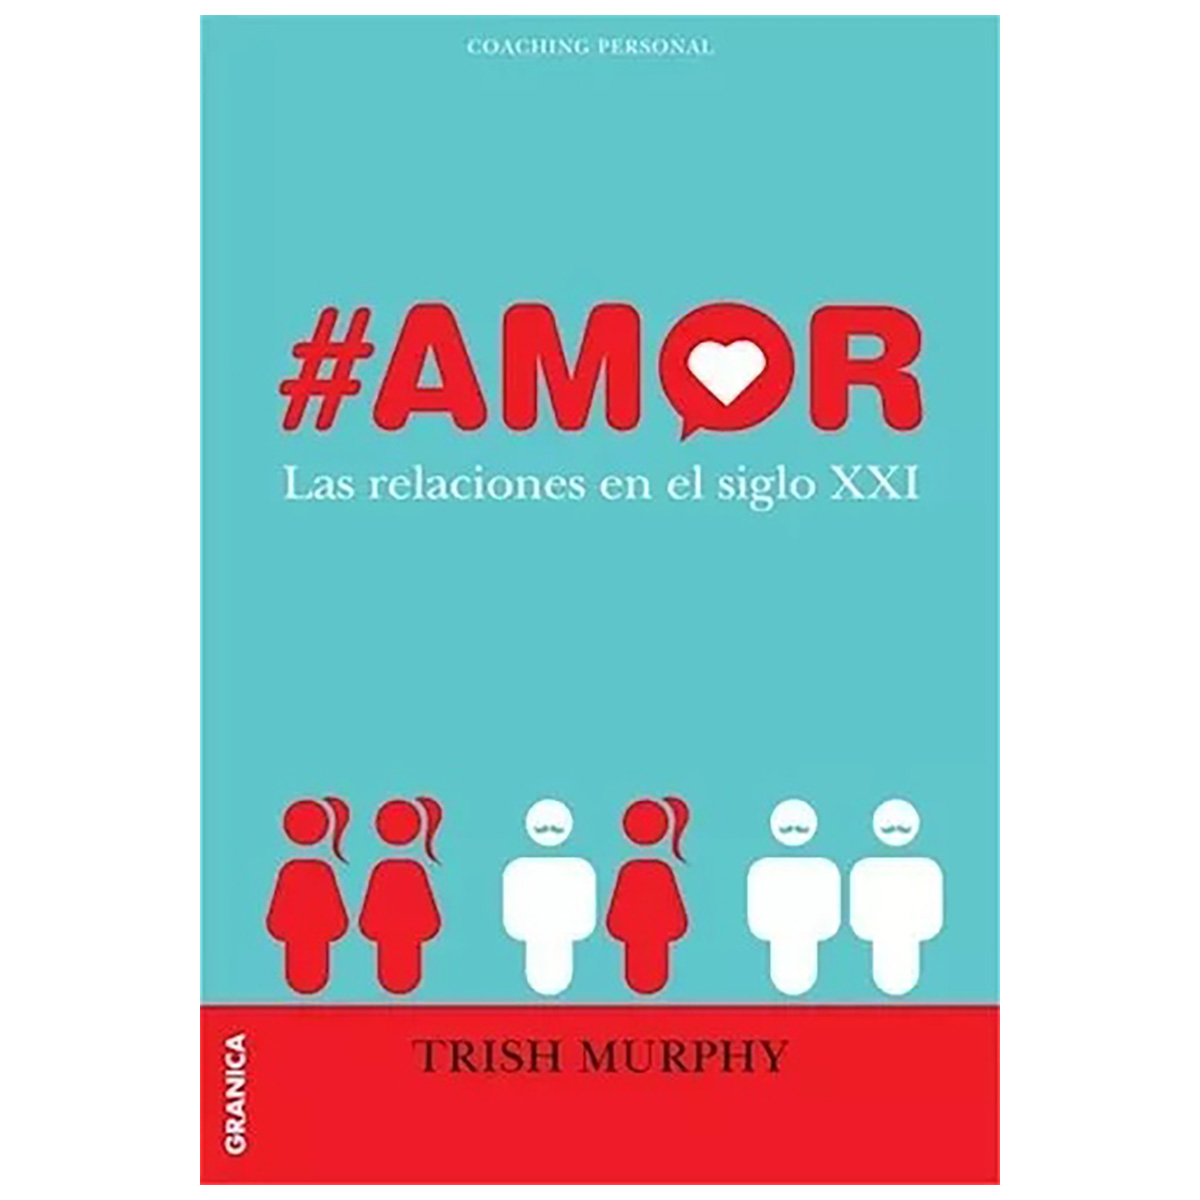 COACHING PERSONAL
#AMOR
Las relaciones en el siglo XXI
TRISH MURPHY
GRANICA